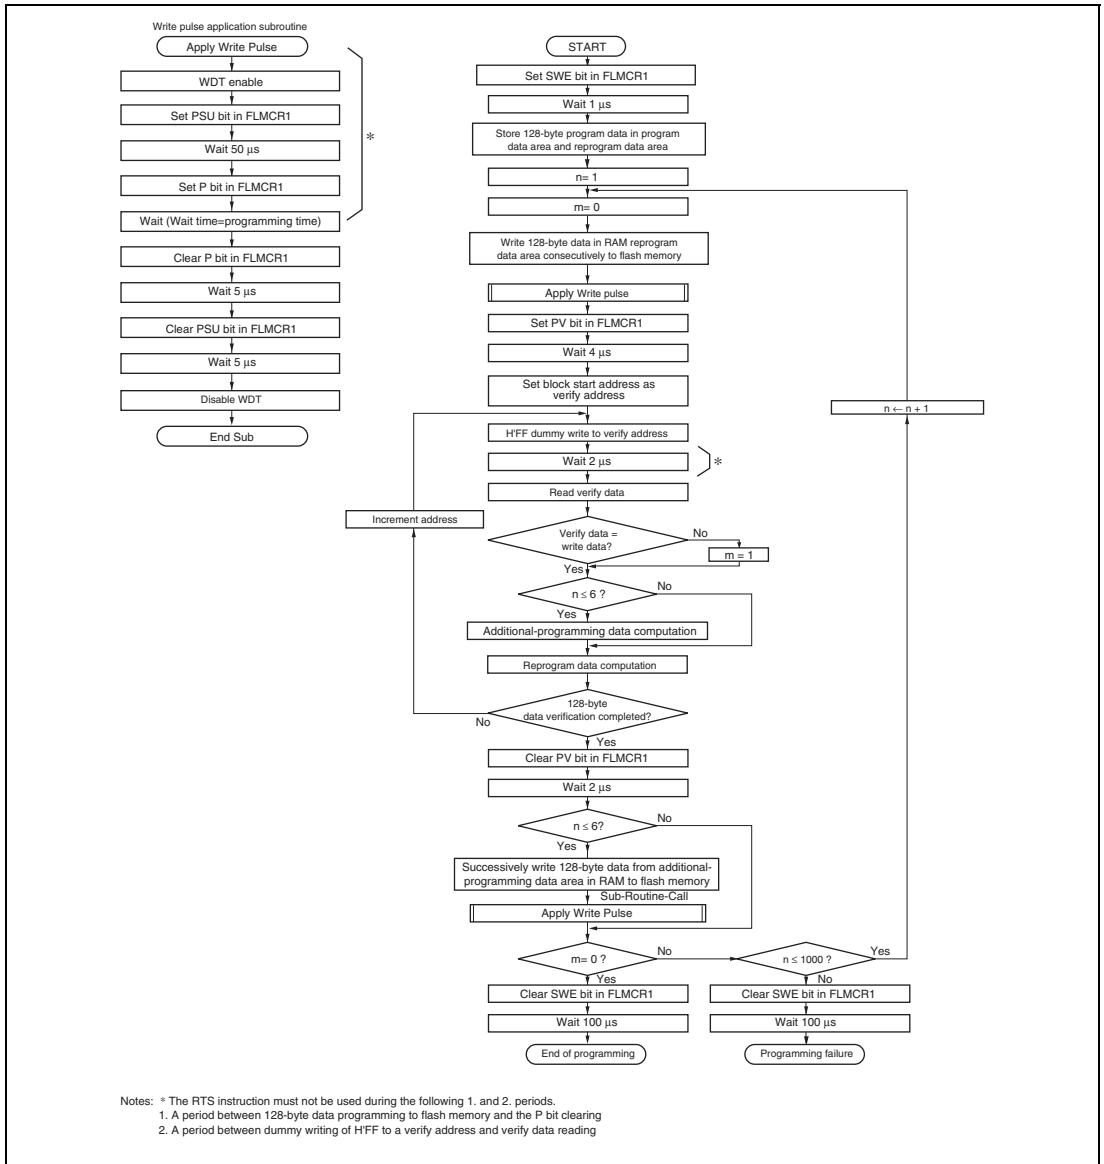 Write pulse application subroutine
Apply Write Pulse
WDT enable
Set PSU bit in FLMCR1
Wait 50 µs
Set P bit in FLMCR1
Wait (Wait time=programming time)
*
Clear P bit in FLMCR1
Wait 5 µs
Clear PSU bit in FLMCR1
Wait 5 µs
Disable WDT
End Sub
START
Set SWE bit in FLMCR1
Wait 1 µs
Store 128-byte program data in program
data area and reprogram data area
n= 1
m= 0
Write 128-byte data in RAM reprogram
data area consecutively to flash memory
Apply Write pulse
Set PV bit in FLMCR1
Wait 4 µs
Set block start address as
verify address
n ← n + 1
H'FF dummy write to verify address
Wait 2 µs
*
Read verify data
Increment address
Verify data =
write data?
No
m = 1
Yes
n ≤ 6 ?
No
Yes
Additional-programming data computation
Reprogram data computation
128-byte
data verification completed?
No
Yes
Clear PV bit in FLMCR1
Wait 2 µs
n ≤ 6?
No
Yes
Successively write 128-byte data from additional-
programming data area in RAM to flash memory
Sub-Routine-Call
Apply Write Pulse
m= 0 ?
No
n ≤ 1000 ?
Yes
Yes
No
Clear SWE bit in FLMCR1
Clear SWE bit in FLMCR1
Wait 100 µs
Wait 100 µs
End of programming
Programming failure
Notes: * The RTS instruction must not be used during the following 1. and 2. periods.
1. A period between 128-byte data programming to flash memory and the P bit clearing
2. A period between dummy writing of H'FF to a verify address and verify data reading